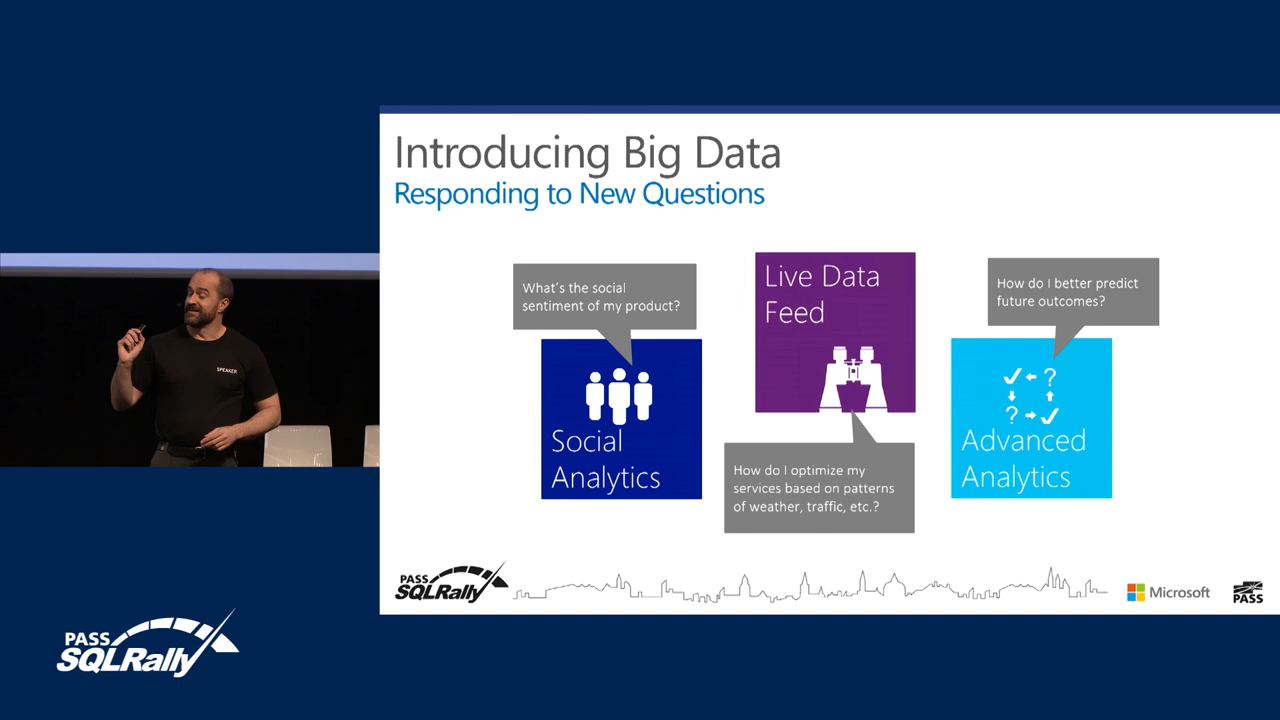 Introducing Big Data
Responding to New Questions
What's the social
sentiment of my product?
Social
Analytics
Live Data
Feed
How do I optimize my
services based on patterns
of weather, traffic, etc.?
How do I better predict
future outcomes?
? ?
Advanced
Analytics
SPEAKER
PASS
SQLRally
Microsoft
PASS
PASS
SQLRally